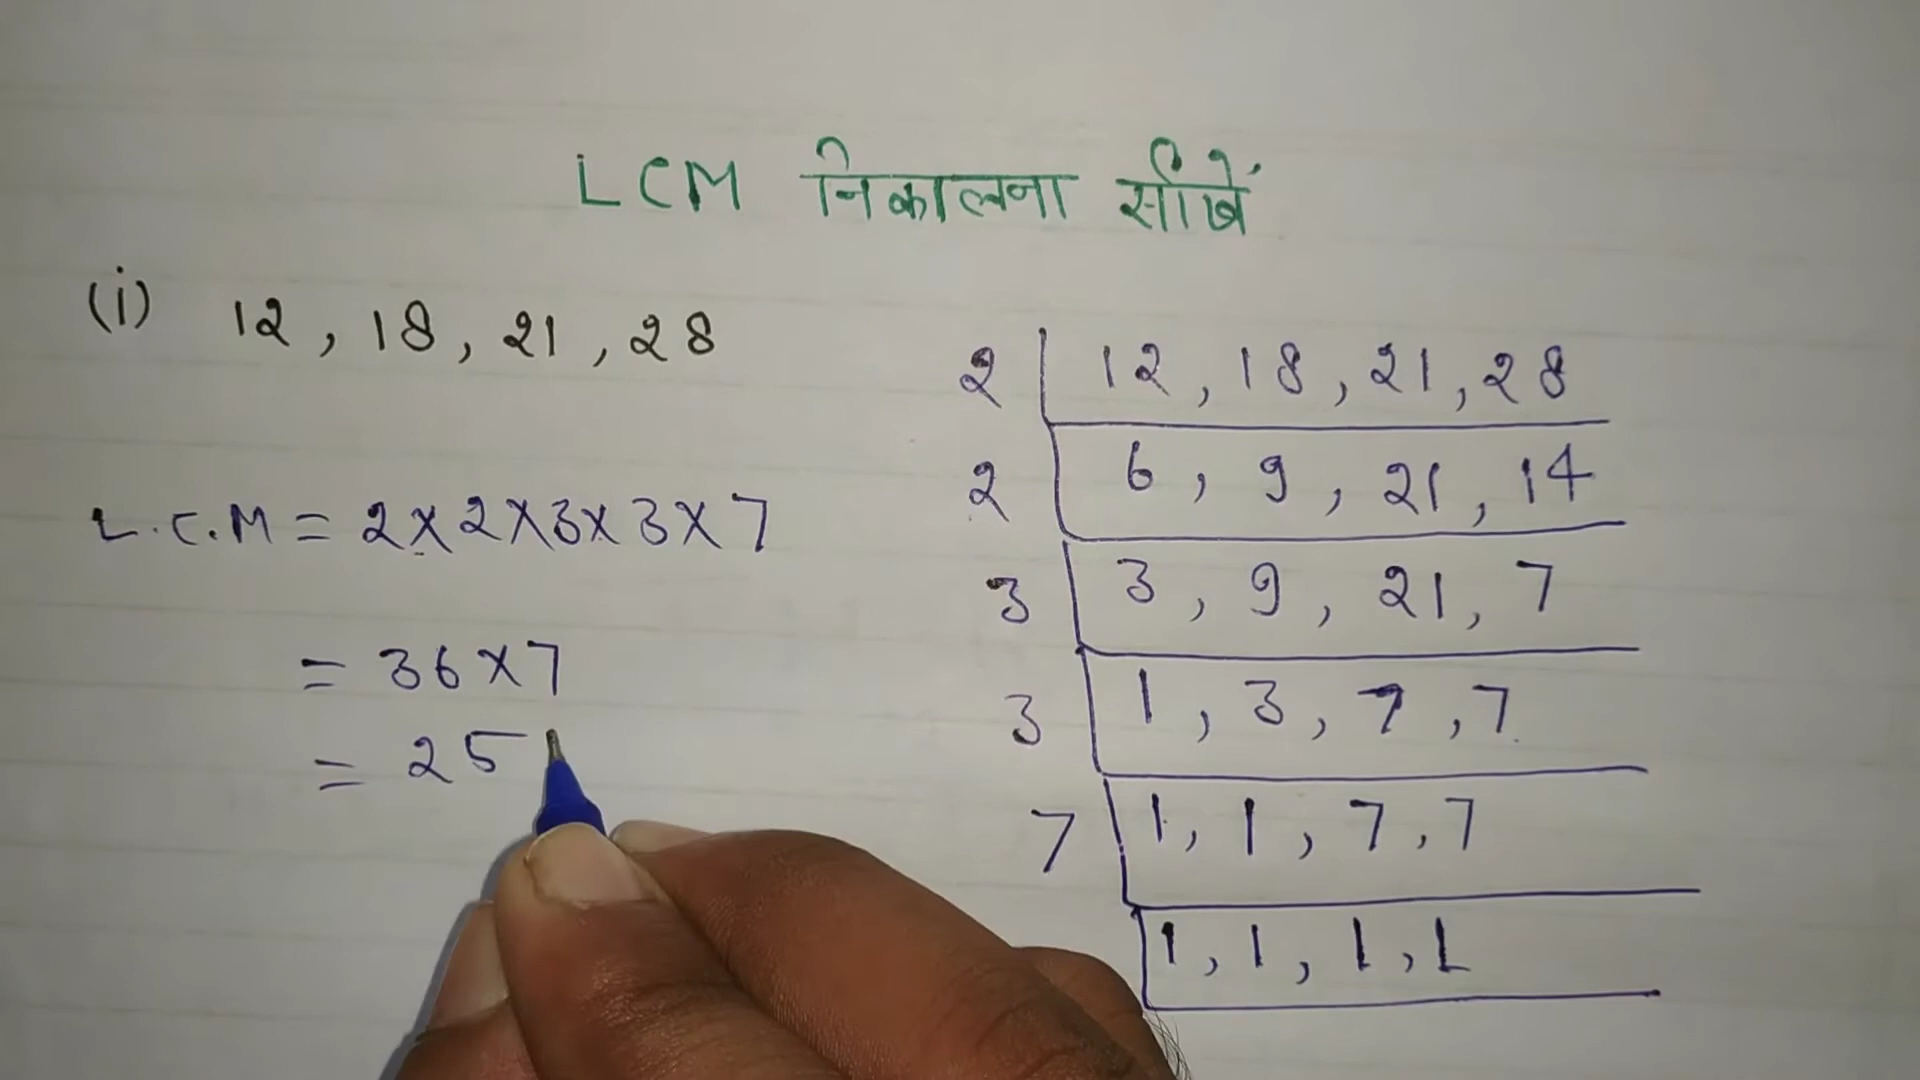 LCM निकालना सीखें
(i) 12, 18, 21, 28
L.C.M = 2×2×3×3×7
= 36×7
= 25
2 | 12, 18, 21, 28
2 | 6, 9, 21, 14
3 | 3, 9, 21, 7
3 | 1, 3, 7, 7
7 | 1, 1, 7, 7
| 1, 1, 1, 1